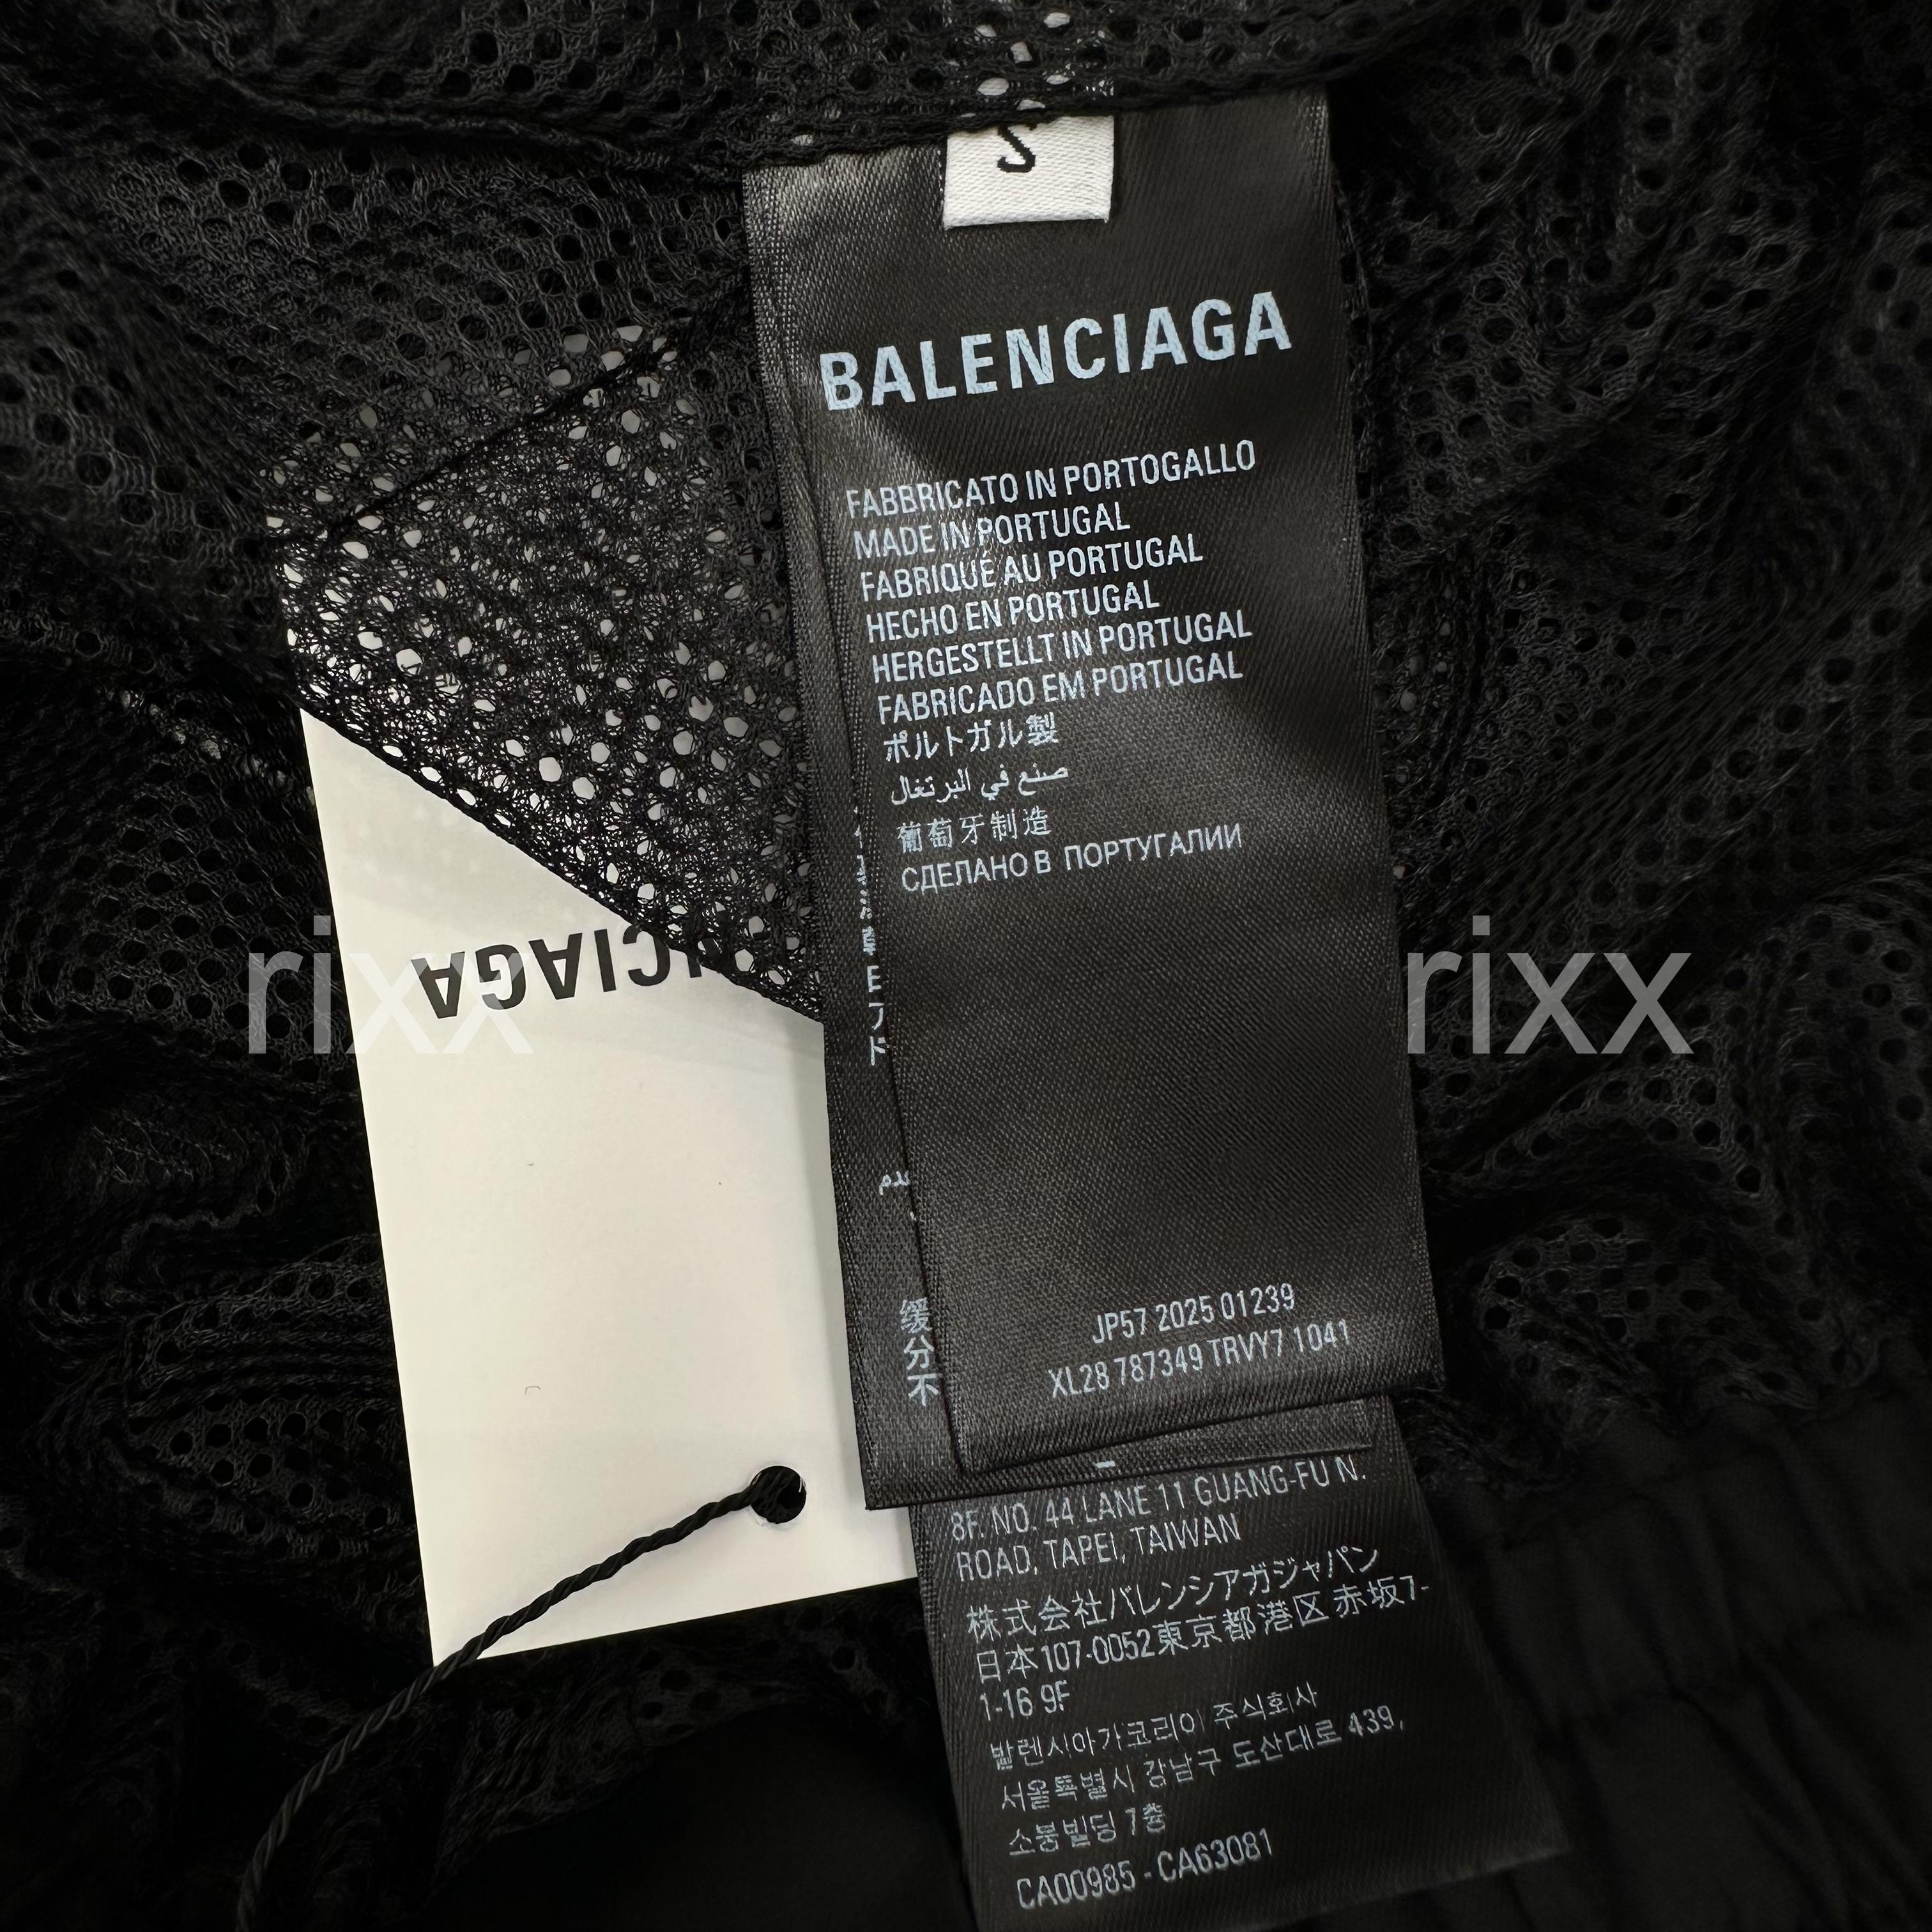 S
BALENCIAGA
FABBRICATO IN PORTOGALLO
MADE IN PORTUGAL
FABRIQUÉ AU PORTUGAL
HECHO EN PORTUGAL
HERGESTELLT IN PORTUGAL
FABRICADO EM PORTUGAL
ポルトガル製
صنع في البرتغال
葡萄牙制造
СДЕЛАНО В ПОРТУГАЛИИ
rixx
NCIAGA
rixx
缓
分
不
JP57 2025 01239
XL28 787349 TRVY7 1041
8F. NO. 44 LANE 11 GUANG-FU N.
ROAD, TAPEI, TAIWAN
株式会社バレンシアガジャパン
日本107-0052東京都港区赤坂7-
1-16 9F
발렌시아가코리아 주식회사
서울특별시 강남구 도산대로 439,
소붕빌딩 7층
CA00985 - CA63081